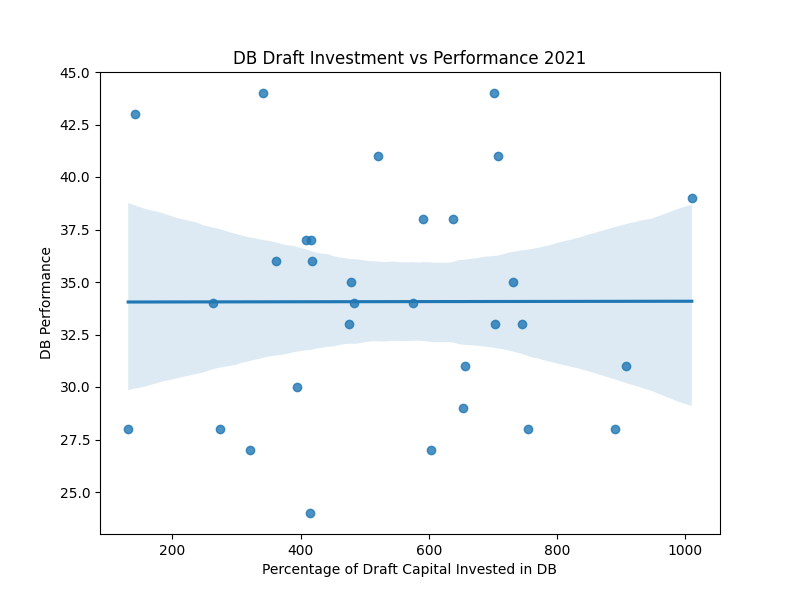 DB Draft Investment vs Performance 2021
45.0
42.5
40.0
37.5
35.0
32.5
30.0
27.5
25.0
DB Performance
200 400 600 800 1000
Percentage of Draft Capital Invested in DB